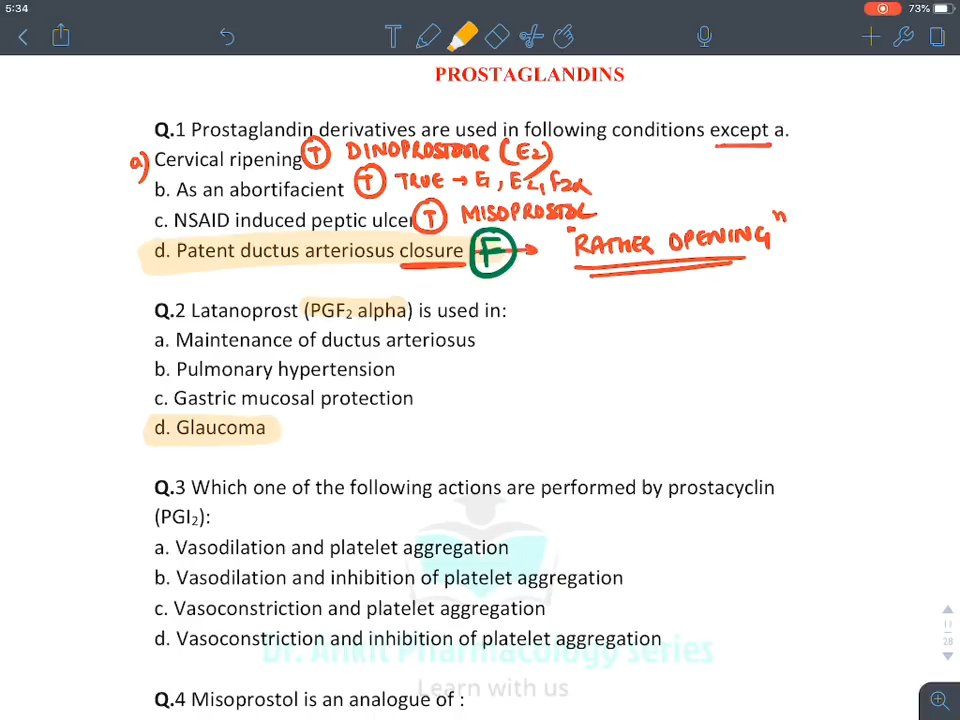 5:34
73%
PROSTAGLANDINS
Q.1 Prostaglandin derivatives are used in following conditions except a.
a) Cervical ripening T DINOPROSTONE (E2)
b. As an abortifacient T TRUE → E1, E2, F2α
c. NSAID induced peptic ulcer T MISOPROSTOL
d. Patent ductus arteriosus closure F → "RATHER OPENING"
Q.2 Latanoprost (PGF2 alpha) is used in:
a. Maintenance of ductus arteriosus
b. Pulmonary hypertension
c. Gastric mucosal protection
d. Glaucoma
Q.3 Which one of the following actions are performed by prostacyclin
(PGI2):
a. Vasodilation and platelet aggregation
b. Vasodilation and inhibition of platelet aggregation
c. Vasoconstriction and platelet aggregation
d. Vasoconstriction and inhibition of platelet aggregation
Dr. Ankit Pharmacology series
Learn with us
Q.4 Misoprostol is an analogue of :
11
28